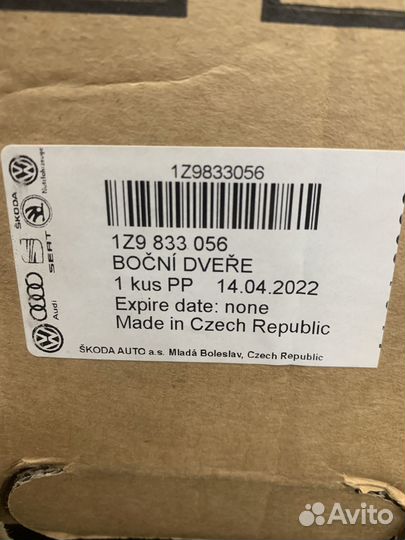 1Z9833056
1Z9 833 056
BOČNÍ DVEŘE
1 kus PP 14.04.2022
Expire date: none
Made in Czech Republic
ŠKODA AUTO a.s. Mladá Boleslav, Czech Republic
ŠKODA
SEAT
Audi
Avito